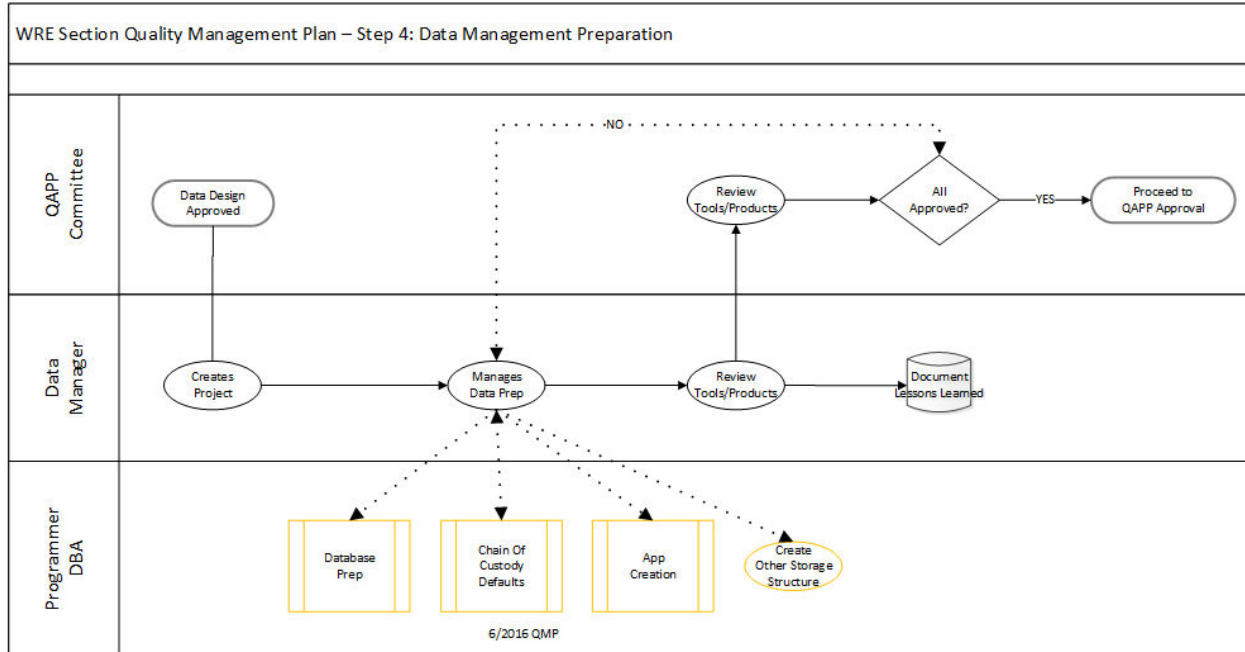 WRE Section Quality Management Plan – Step 4: Data Management Preparation
QAPP
Committee
Data Design
Approved
NO
Review
Tools/Products
All
Approved?
YES
Proceed to
QAPP Approval
Data
Manager
Creates
Project
Manages
Data Prep
Review
Tools/Products
Document
Lessons Learned
Programmer
DBA
Database
Prep
Chain Of
Custody
Defaults
App
Creation
Create
Other Storage
Structure
6/2016 QMP